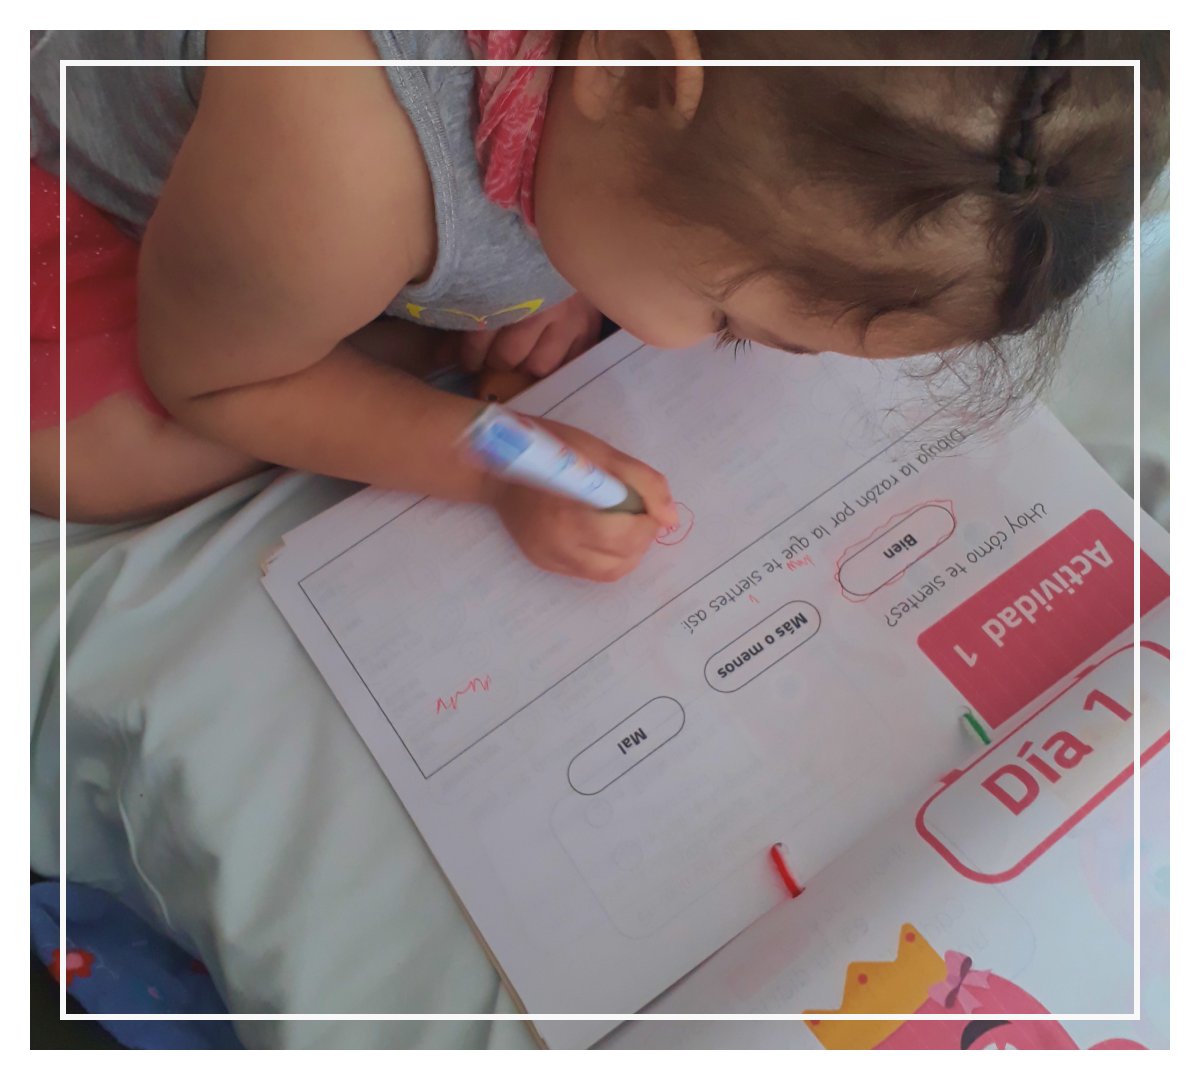 Día 1
Actividad 1
¿Hoy cómo te sientes?
Bien
Más o menos
Mal
Dibuja la razón por la que te sientes así: